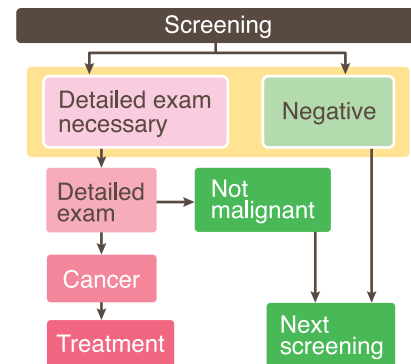 Screening
Detailed exam
necessary
Negative
Detailed
exam
Not
malignant
Cancer
Treatment
Next
screening